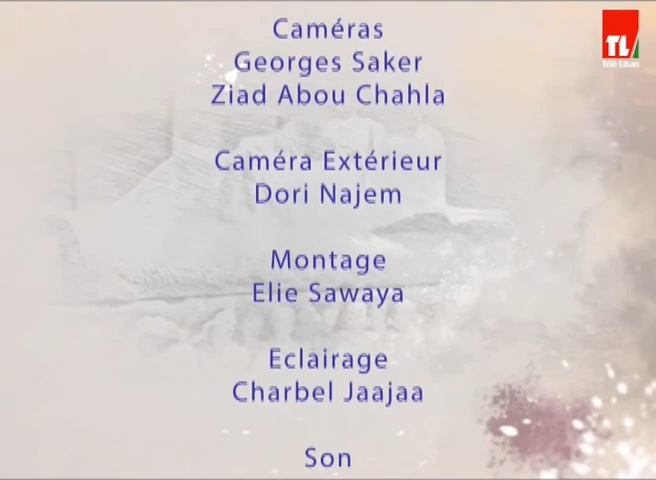 Caméras
Georges Saker
Ziad Abou Chahla
Caméra Extérieur
Dori Najem
Montage
Elie Sawaya
Eclairage
Charbel Jaajaa
Son
TL
Télé Liban